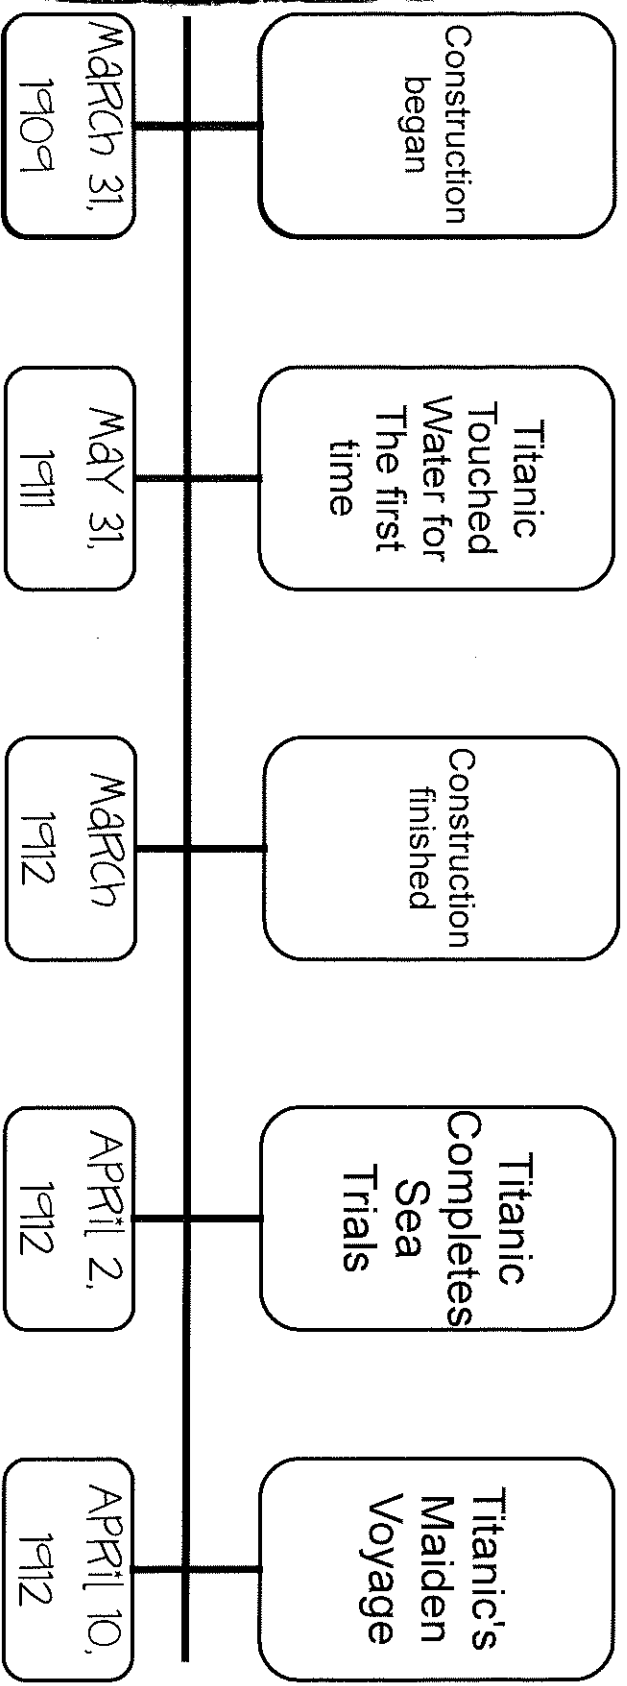 Construction
began
Titanic
Touched
Water for
The first
time
Construction
finished
Titanic
Completes
Sea
Trials
Titanic's
Maiden
Voyage
MaRCh 31,
1909
MaY 31,
1911
MaRCh
1912
APRil 2,
1912
APRil 10,
1912